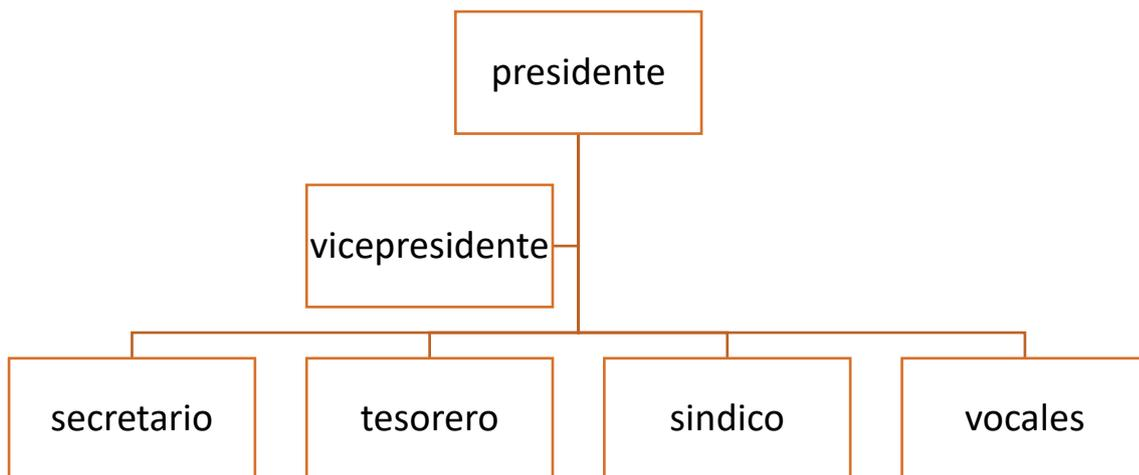 presidente
vicepresidente
secretario
tesorero
sindico
vocales